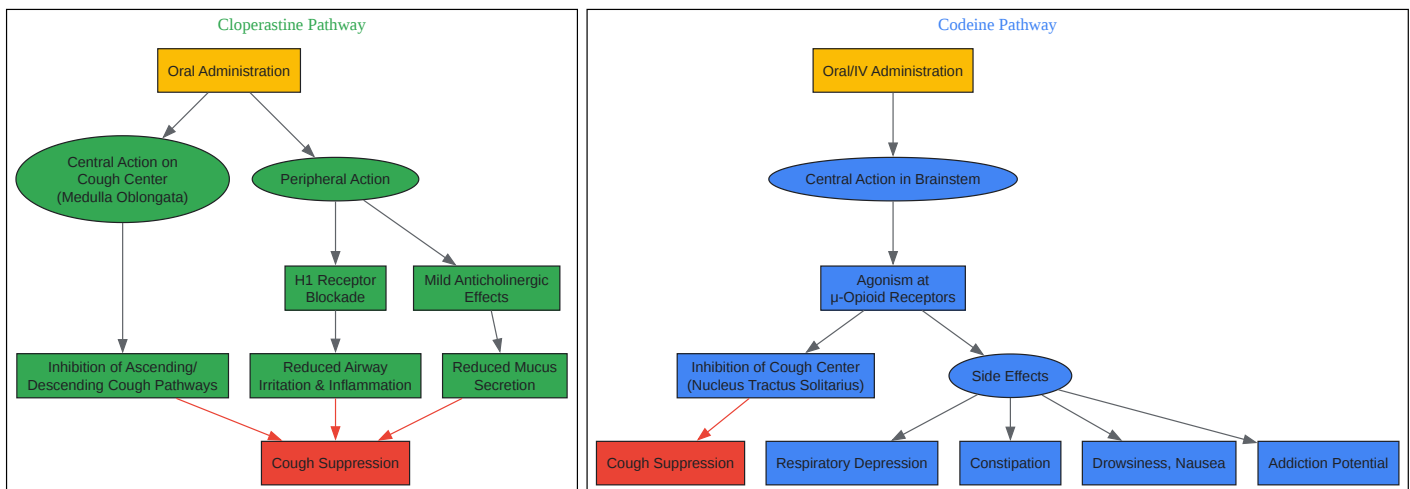 Cloperastine Pathway
Oral Administration
Central Action on
Cough Center
(Medulla Oblongata)
Peripheral Action
H1 Receptor
Blockade
Mild Anticholinergic
Effects
Inhibition of Ascending/
Descending Cough Pathways
Reduced Airway
Irritation & Inflammation
Reduced Mucus
Secretion
Cough Suppression
Codeine Pathway
Oral/IV Administration
Central Action in Brainstem
Agonism at
μ-Opioid Receptors
Inhibition of Cough Center
(Nucleus Tractus Solitarius)
Side Effects
Cough Suppression
Respiratory Depression
Constipation
Drowsiness, Nausea
Addiction Potential